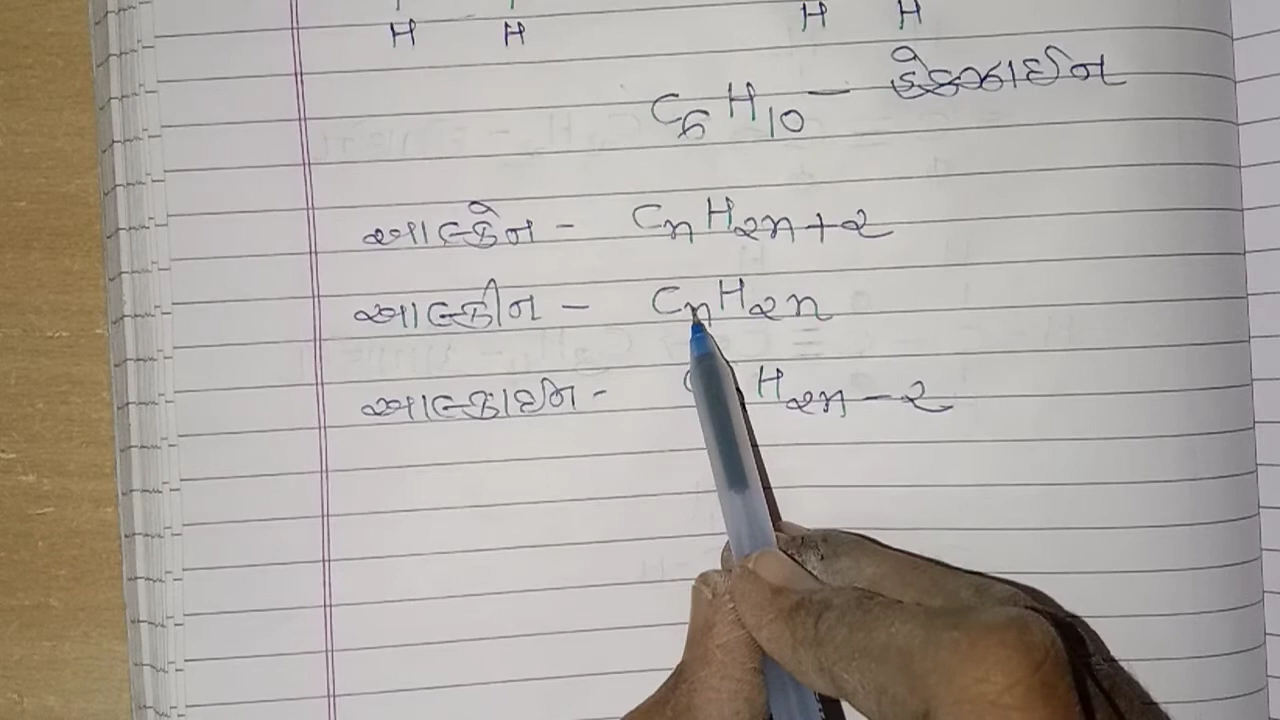 H H H H
C6H10 - હેક્ઝાઈન
આલ્કેન - CnH2n+2
આલ્કીન - CnH2n
આલ્કાઈન - C H2n-2